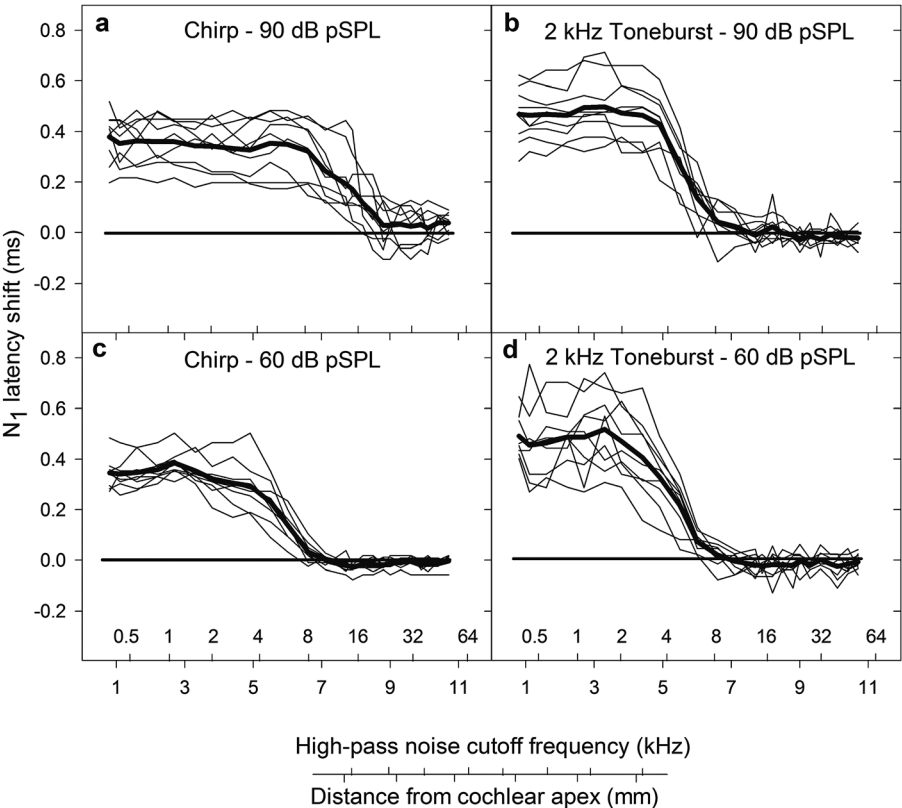 a Chirp - 90 dB pSPL
b 2 kHz Toneburst - 90 dB pSPL
0.8
0.6
0.4
0.2
0.0
-0.2
N1 latency shift (ms)
c Chirp - 60 dB pSPL
d 2 kHz Toneburst - 60 dB pSPL
0.8
0.6
0.4
0.2
0.0
-0.2
0.5 1 2 4 8 16 32 64
0.5 1 2 4 8 16 32 64
1 3 5 7 9 11
1 3 5 7 9 11
High-pass noise cutoff frequency (kHz)
Distance from cochlear apex (mm)